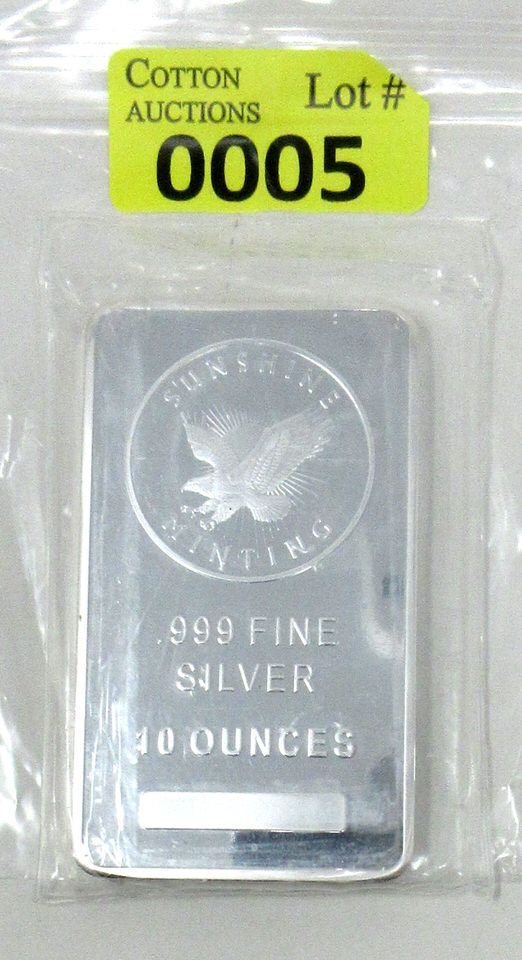 COTTON
AUCTIONS
Lot #
0005
SUNSHINE
MINTING
.999 FINE
SILVER
10 OUNCES